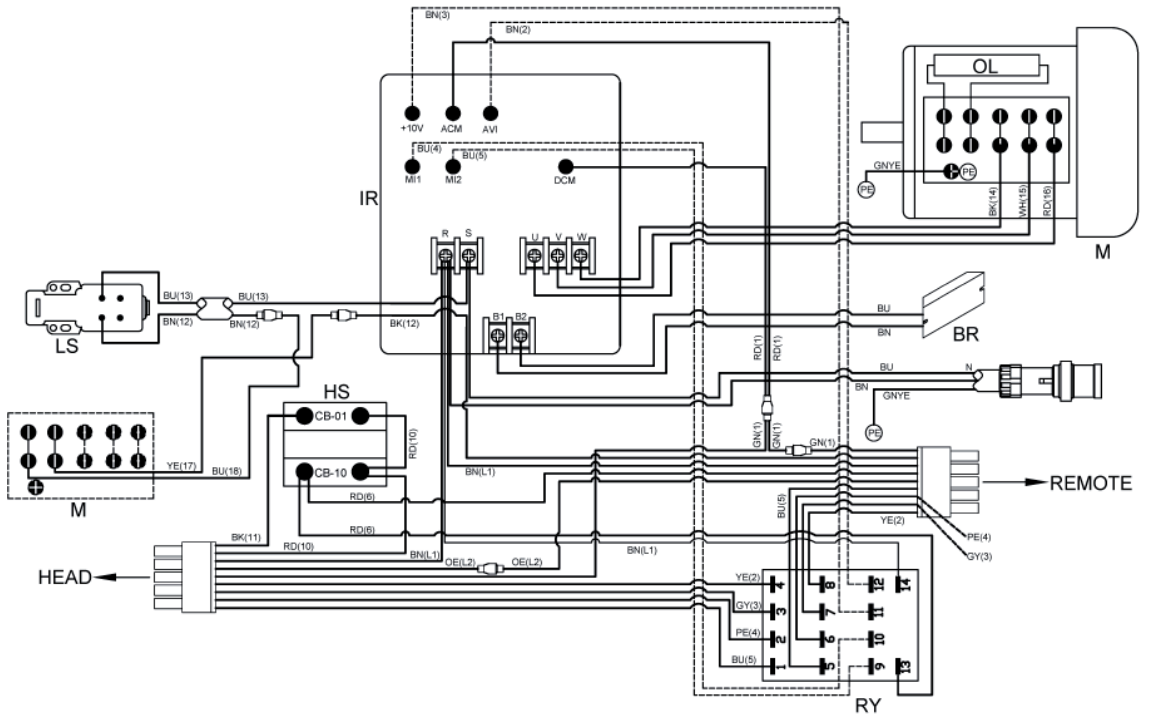 BN(3)
BN(2)
OL
+10V
ACM
AVI
BU(4)
BU(5)
MI1
MI2
DCM
GNYE
PE
PE
IR
BK(14)
WH(15)
RD(16)
R
S
U
V
W
M
BU(13)
BU(13)
BN(12)
BN(12)
BK(12)
LS
B1
B2
BU
BN
BR
RD(1)
RD(1)
BU
N
BN
GNYE
PE
HS
CB-01
RD(10)
CB-10
YE(17)
BU(18)
M
BN(L1)
GN(1)
GN(1)
GN(1)
REMOTE
RD(6)
RD(6)
BU(5)
YE(2)
PE(4)
GY(3)
BK(11)
RD(10)
BN(L1)
BN(L1)
OE(L2)
OE(L2)
HEAD
YE(2)
4
8
12
14
GY(3)
3
7
11
PE(4)
2
6
10
BU(5)
1
5
9
13
RY